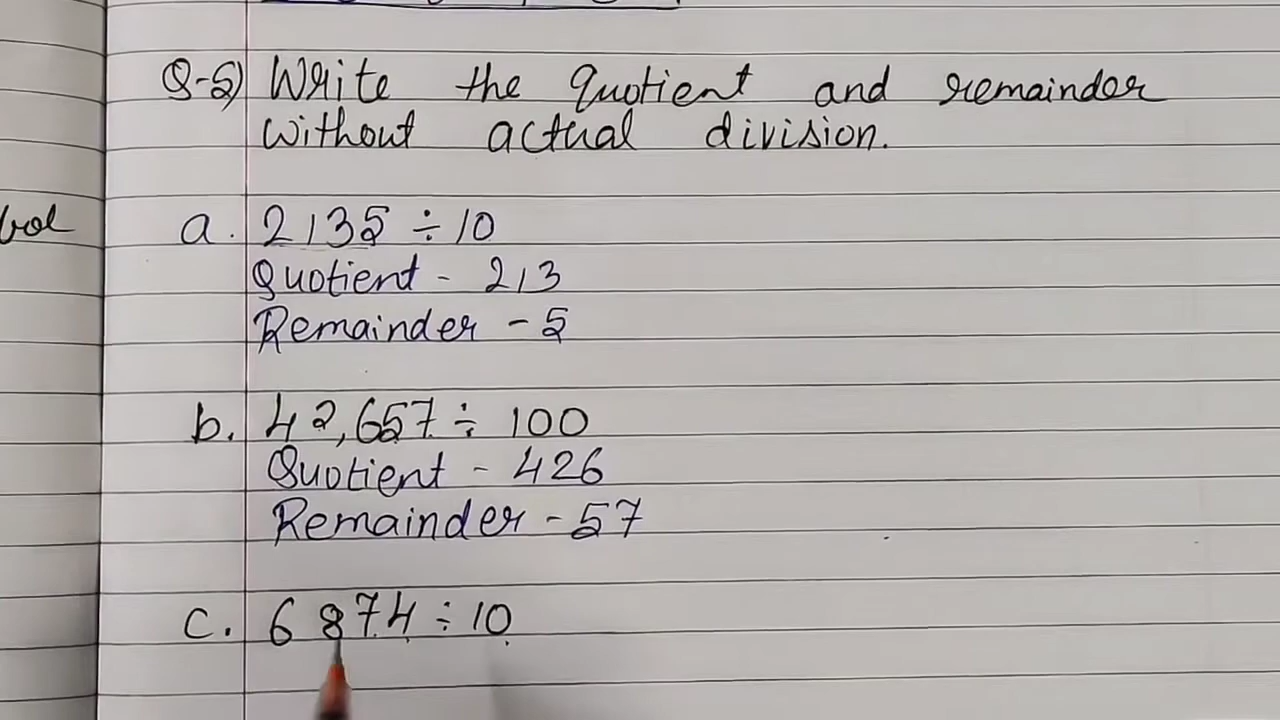 Q-5) Write the quotient and remainder
without actual division.
a. 2135 ÷ 10
Quotient - 213
Remainder - 5
b. 42,657 ÷ 100
Quotient - 426
Remainder - 57
c. 6874 ÷ 10